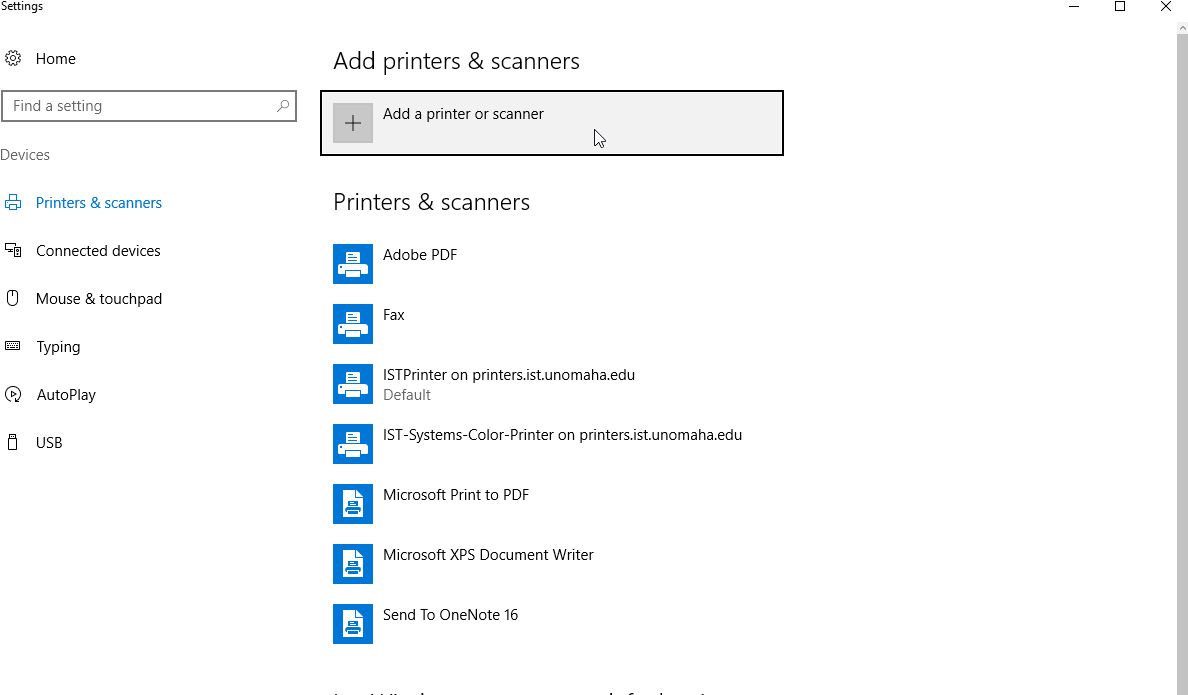 Settings
Home
Find a setting
Devices
Printers & scanners
Connected devices
Mouse & touchpad
Typing
AutoPlay
USB
Add printers & scanners
Add a printer or scanner
Printers & scanners
Adobe PDF
Fax
ISTPrinter on printers.ist.unomaha.edu
Default
IST-Systems-Color-Printer on printers.ist.unomaha.edu
Microsoft Print to PDF
Microsoft XPS Document Writer
Send To OneNote 16